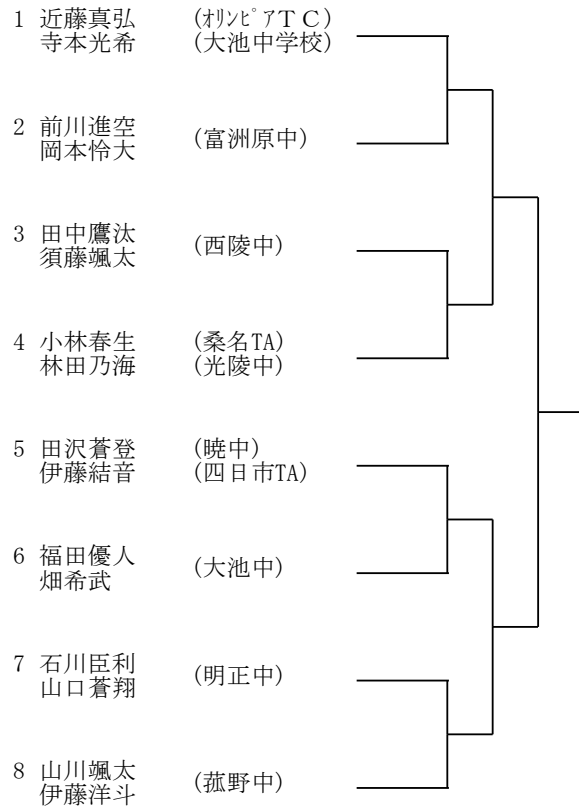 1 近藤真弘 (ｵﾘﾝﾋﾟｱTC)
寺本光希 (大池中学校)
2 前川進空
岡本怜大 (富洲原中)
3 田中鷹汰
須藤颯太 (西陵中)
4 小林春生 (桑名TA)
林田乃海 (光陵中)
5 田沢蒼登 (暁中)
伊藤結音 (四日市TA)
6 福田優人
畑希武 (大池中)
7 石川臣利
山口蒼翔 (明正中)
8 山川颯太
伊藤洋斗 (菰野中)